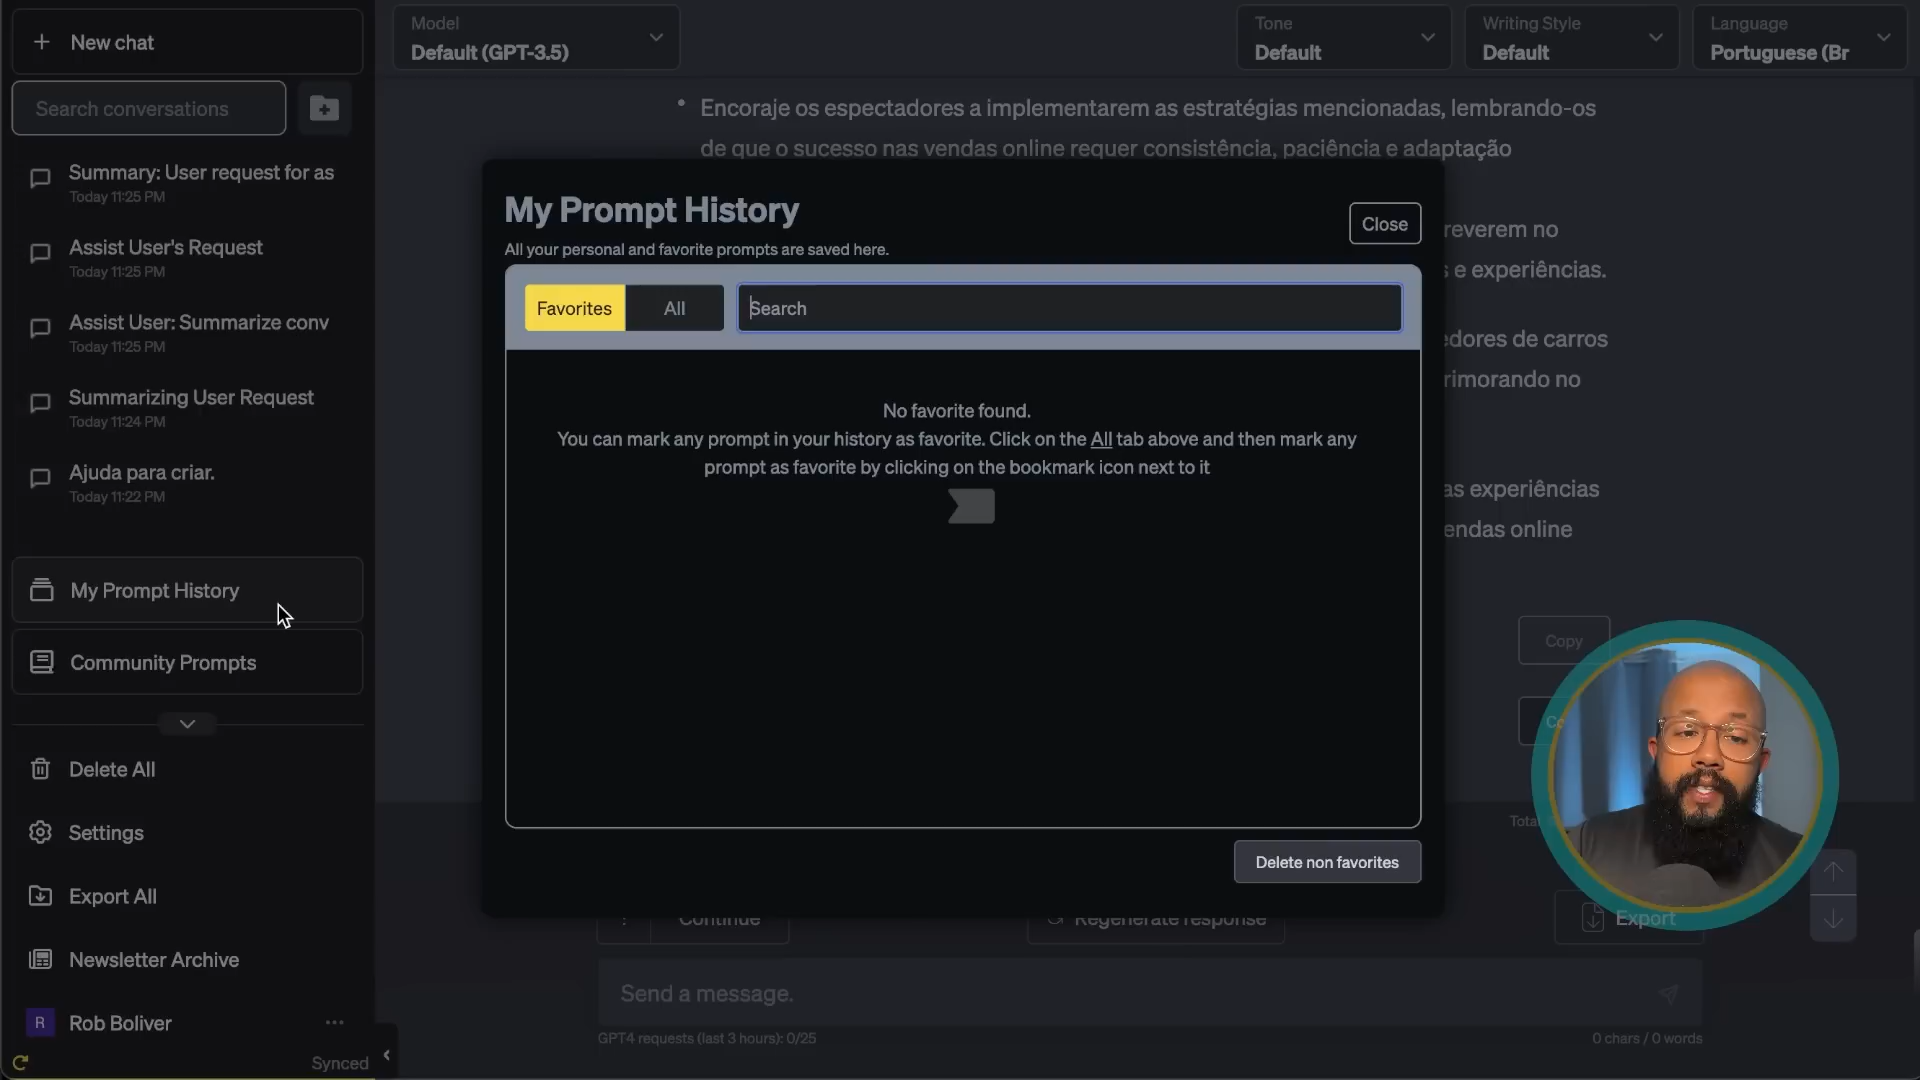 New chat
Search conversations
Summary: User request for as
Today 11:25 PM
Assist User's Request
Today 11:25 PM
Assist User: Summarize conv
Today 11:25 PM
Summarizing User Request
Today 11:24 PM
Ajuda para criar.
Today 11:22 PM
My Prompt History
Community Prompts
Delete All
Settings
Export All
Newsletter Archive
R
Rob Boliver
Synced
Model
Default (GPT-3.5)
Tone
Default
Writing Style
Default
Language
Portuguese (Br
Encoraje os espectadores a implementarem as estratégias mencionadas, lembrando-os
de que o sucesso nas vendas online requer consistência, paciência e adaptação
My Prompt History
Close
All your personal and favorite prompts are saved here.
Favorites
All
Search
No favorite found.
You can mark any prompt in your history as favorite. Click on the All tab above and then mark any
prompt as favorite by clicking on the bookmark icon next to it
Delete non favorites
reverem no
s e experiências.
edores de carros
rimorando no
as experiências
endas online
Copy
Co
Total
Continue
Regenerate response
Export
Send a message.
GPT4 requests (last 3 hours): 0/25
0 chars / 0 words